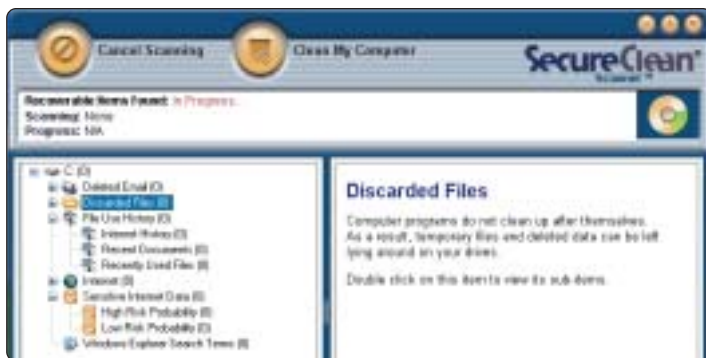 Cancel Scanning
Clean My Computer
SecureClean
Scanner ™
Recoverable Items Found: In Progress...
Scanning: None
Progress: N/A
C (0)
Deleted Email (0)
Discarded Files (0)
File Use History (0)
Internet History (0)
Recent Documents (0)
Recently Used Files (0)
Internet (0)
Sensitive Internet Data (0)
High Risk Probability (0)
Low Risk Probability (0)
Windows Explorer Search Terms (0)
Discarded Files
Computer programs do not clean up after themselves.
As a result, temporary files and deleted data can be left
lying around on your drives.
Double click on this item to view its sub-items.